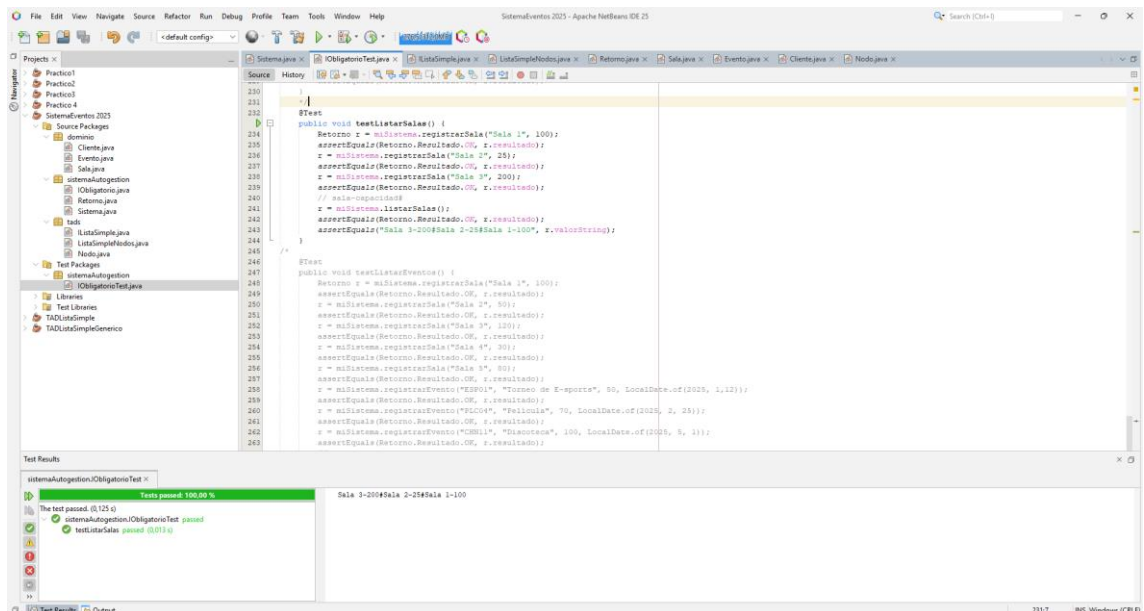 File Edit View Navigate Source Refactor Run Debug Profile Team Tools Window Help
SistemaEventos 2025 - Apache NetBeans IDE 25
Search (Ctrl+I)
<default config>
Projects
Sistema.java
IObligatorioTest.java
IListaSimple.java
ListaSimpleNodos.java
Retorno.java
Sala.java
Evento.java
Cliente.java
Nodo.java
Navigator
Practico1
Practico2
Practico3
Practico 4
SistemaEventos 2025
Source Packages
dominio
Cliente.java
Evento.java
Sala.java
sistemaAutogestion
IObligatorio.java
Retorno.java
Sistema.java
tads
IListaSimple.java
ListaSimpleNodos.java
Nodo.java
Test Packages
sistemaAutogestion
IObligatorioTest.java
Libraries
Test Libraries
TADListaSimple
TADListaSimpleGenerico
Source History
230 }
231 */
232 @Test
public void testListarSalas() {
234 Retorno r = miSistema.registrarSala("Sala 1", 100);
235 assertEquals(Retorno.Resultado.OK, r.resultado);
236 r = miSistema.registrarSala("Sala 2", 25);
237 assertEquals(Retorno.Resultado.OK, r.resultado);
238 r = miSistema.registrarSala("Sala 3", 200);
239 assertEquals(Retorno.Resultado.OK, r.resultado);
240 // sala-capacidad#
241 r = miSistema.listarSalas();
242 assertEquals(Retorno.Resultado.OK, r.resultado);
243 assertEquals("Sala 3-200#Sala 2-25#Sala 1-100", r.valorString);
244 }
245 /*
246 @Test
247 public void testListarEventos() {
248 Retorno r = miSistema.registrarSala("Sala 1", 100);
249 assertEquals(Retorno.Resultado.OK, r.resultado);
250 r = miSistema.registrarSala("Sala 2", 50);
251 assertEquals(Retorno.Resultado.OK, r.resultado);
252 r = miSistema.registrarSala("Sala 3", 120);
253 assertEquals(Retorno.Resultado.OK, r.resultado);
254 r = miSistema.registrarSala("Sala 4", 30);
255 assertEquals(Retorno.Resultado.OK, r.resultado);
256 r = miSistema.registrarSala("Sala 5", 80);
257 assertEquals(Retorno.Resultado.OK, r.resultado);
258 r = miSistema.registrarEvento("ESP01", "Torneo de E-sports", 50, LocalDate.of(2025, 1,12));
259 assertEquals(Retorno.Resultado.OK, r.resultado);
260 r = miSistema.registrarEvento("PLC04", "Pelicula", 70, LocalDate.of(2025, 2, 25));
261 assertEquals(Retorno.Resultado.OK, r.resultado);
262 r = miSistema.registrarEvento("CNH11", "Discoteca", 100, LocalDate.of(2025, 5, 1));
263 assertEquals(Retorno.Resultado.OK, r.resultado);
Test Results
sistemaAutogestion.IObligatorioTest
Tests passed: 100,00 %
The test passed. (0,125 s)
sistemaAutogestion.IObligatorioTest passed
testListarSalas passed (0,013 s)
Sala 3-200#Sala 2-25#Sala 1-100
Test Results Output
231:7 INS Windows (CRLF)